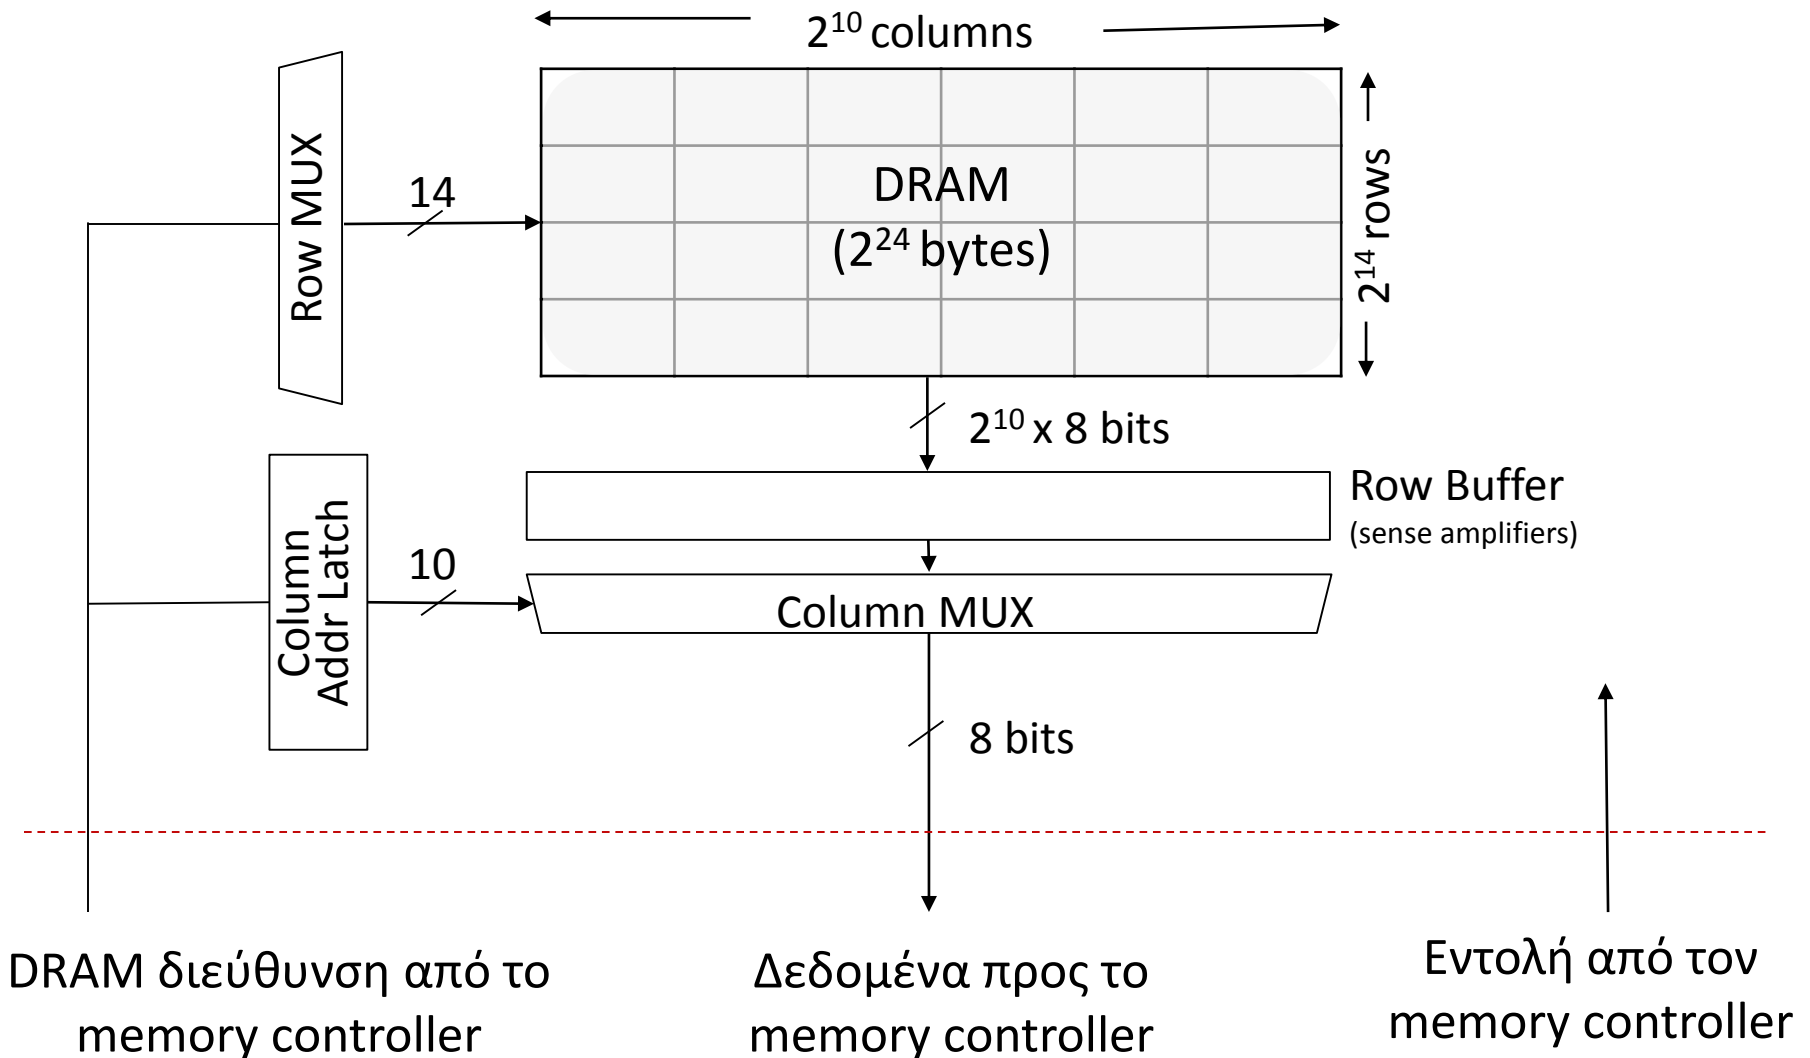 2¹⁰ columns
Row MUX
14
DRAM
(2²⁴ bytes)
2¹⁴ rows
2¹⁰ x 8 bits
Row Buffer
(sense amplifiers)
Column
Addr Latch
10
Column MUX
8 bits
DRAM διεύθυνση από το
memory controller
Δεδομένα προς το
memory controller
Εντολή από τον
memory controller